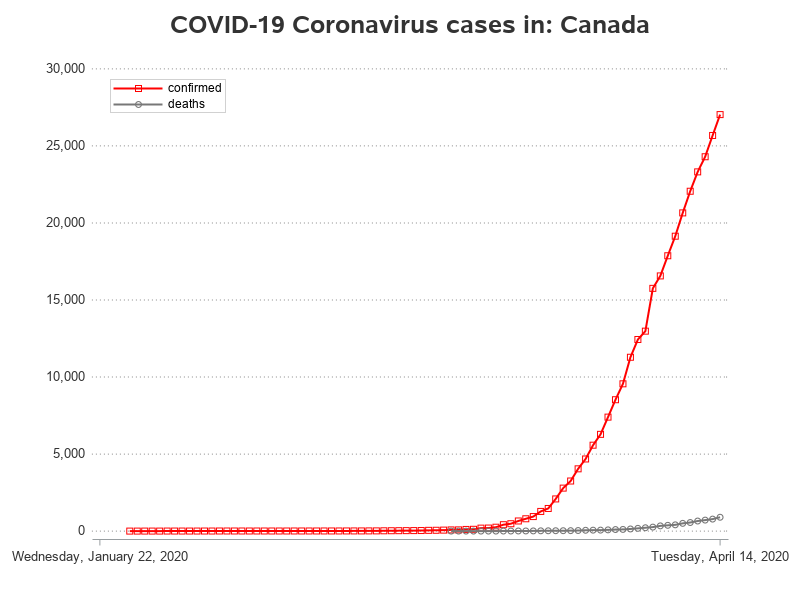 COVID-19 Coronavirus cases in: Canada
30,000
confirmed
deaths
25,000
20,000
15,000
10,000
5,000
0
Wednesday, January 22, 2020
Tuesday, April 14, 2020